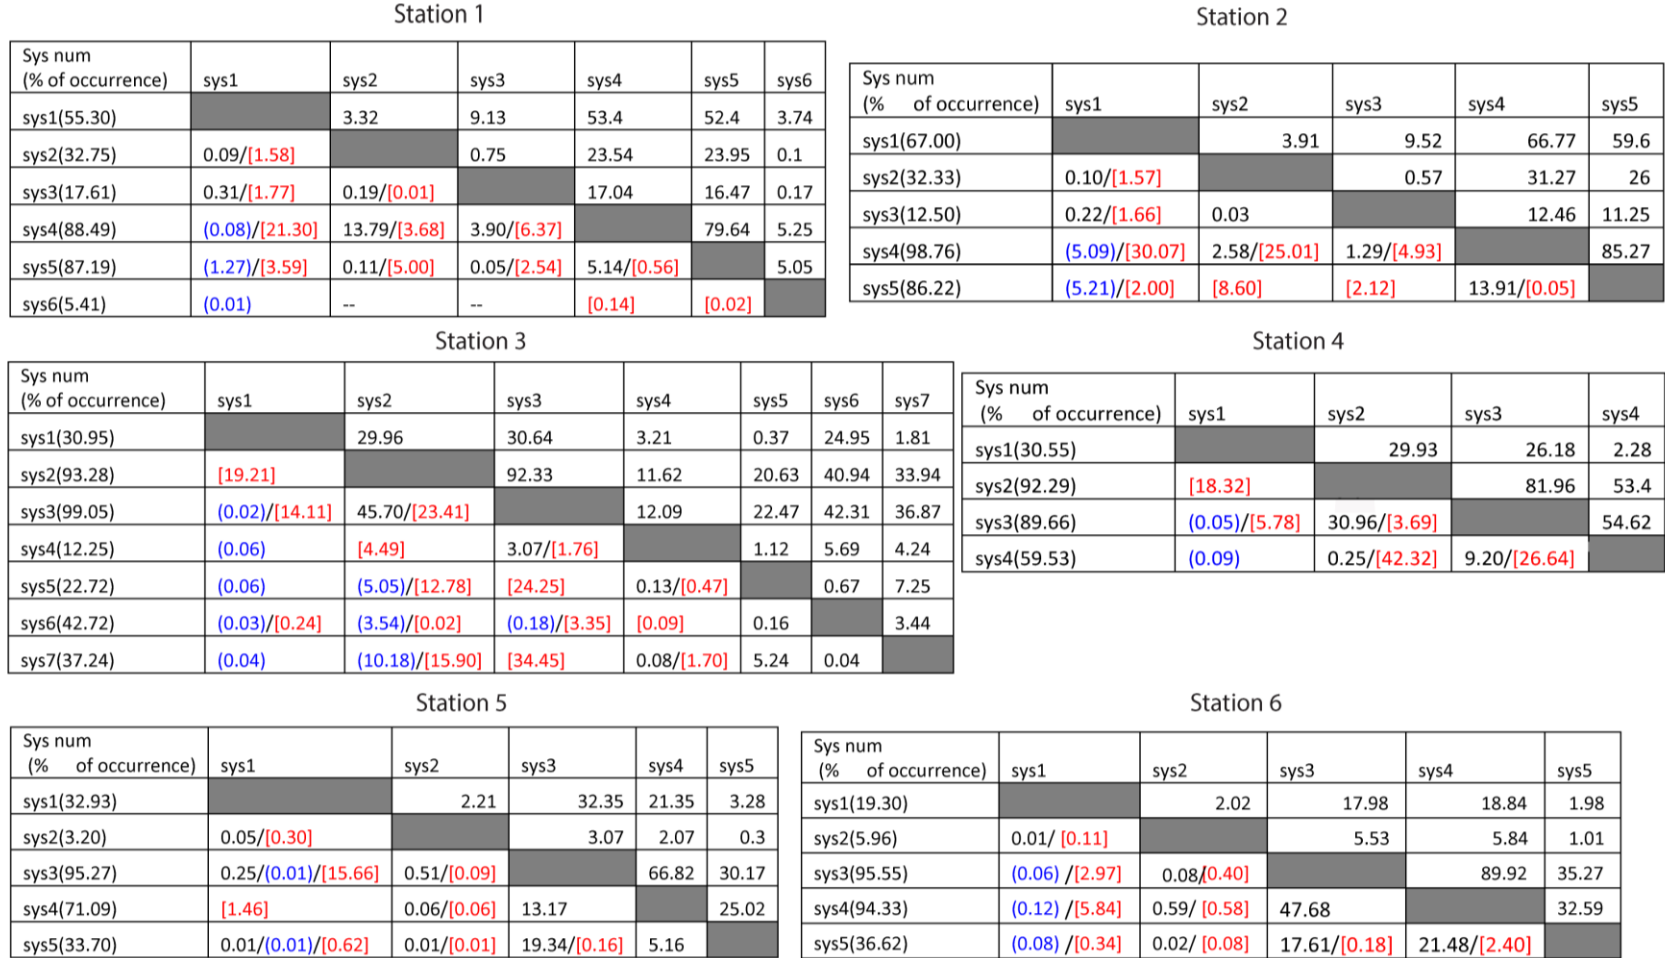 Station 1
Sys num
(% of occurrence) sys1 sys2 sys3 sys4 sys5 sys6
sys1(55.30) 3.32 9.13 53.4 52.4 3.74
sys2(32.75) 0.09/[1.58] 0.75 23.54 23.95 0.1
sys3(17.61) 0.31/[1.77] 0.19/[0.01] 17.04 16.47 0.17
sys4(88.49) (0.08)/[21.30] 13.79/[3.68] 3.90/[6.37] 79.64 5.25
sys5(87.19) (1.27)/[3.59] 0.11/[5.00] 0.05/[2.54] 5.14/[0.56] 5.05
sys6(5.41) (0.01) -- -- [0.14] [0.02]
Station 2
Sys num
(% of occurrence) sys1 sys2 sys3 sys4 sys5
sys1(67.00) 3.91 9.52 66.77 59.6
sys2(32.33) 0.10/[1.57] 0.57 31.27 26
sys3(12.50) 0.22/[1.66] 0.03 12.46 11.25
sys4(98.76) (5.09)/[30.07] 2.58/[25.01] 1.29/[4.93] 85.27
sys5(86.22) (5.21)/[2.00] [8.60] [2.12] 13.91/[0.05]
Station 3
Sys num
(% of occurrence) sys1 sys2 sys3 sys4 sys5 sys6 sys7
sys1(30.95) 29.96 30.64 3.21 0.37 24.95 1.81
sys2(93.28) [19.21] 92.33 11.62 20.63 40.94 33.94
sys3(99.05) (0.02)/[14.11] 45.70/[23.41] 12.09 22.47 42.31 36.87
sys4(12.25) (0.06) [4.49] 3.07/[1.76] 1.12 5.69 4.24
sys5(22.72) (0.06) (5.05)/[12.78] [24.25] 0.13/[0.47] 0.67 7.25
sys6(42.72) (0.03)/[0.24] (3.54)/[0.02] (0.18)/[3.35] [0.09] 0.16 3.44
sys7(37.24) (0.04) (10.18)/[15.90] [34.45] 0.08/[1.70] 5.24 0.04
Station 4
Sys num
(% of occurrence) sys1 sys2 sys3 sys4
sys1(30.55) 29.93 26.18 2.28
sys2(92.29) [18.32] 81.96 53.4
sys3(89.66) (0.05)/[5.78] 30.96/[3.69] 54.62
sys4(59.53) (0.09) 0.25/[42.32] 9.20/[26.64]
Station 5
Sys num
(% of occurrence) sys1 sys2 sys3 sys4 sys5
sys1(32.93) 2.21 32.35 21.35 3.28
sys2(3.20) 0.05/[0.30] 3.07 2.07 0.3
sys3(95.27) 0.25/(0.01)/[15.66] 0.51/[0.09] 66.82 30.17
sys4(71.09) [1.46] 0.06/[0.06] 13.17 25.02
sys5(33.70) 0.01/(0.01)/[0.62] 0.01/[0.01] 19.34/[0.16] 5.16
Station 6
Sys num
(% of occurrence) sys1 sys2 sys3 sys4 sys5
sys1(19.30) 2.02 17.98 18.84 1.98
sys2(5.96) 0.01/ [0.11] 5.53 5.84 1.01
sys3(95.55) (0.06) /[2.97] 0.08/[0.40] 89.92 35.27
sys4(94.33) (0.12) /[5.84] 0.59/ [0.58] 47.68 32.59
sys5(36.62) (0.08) /[0.34] 0.02/ [0.08] 17.61/[0.18] 21.48/[2.40]